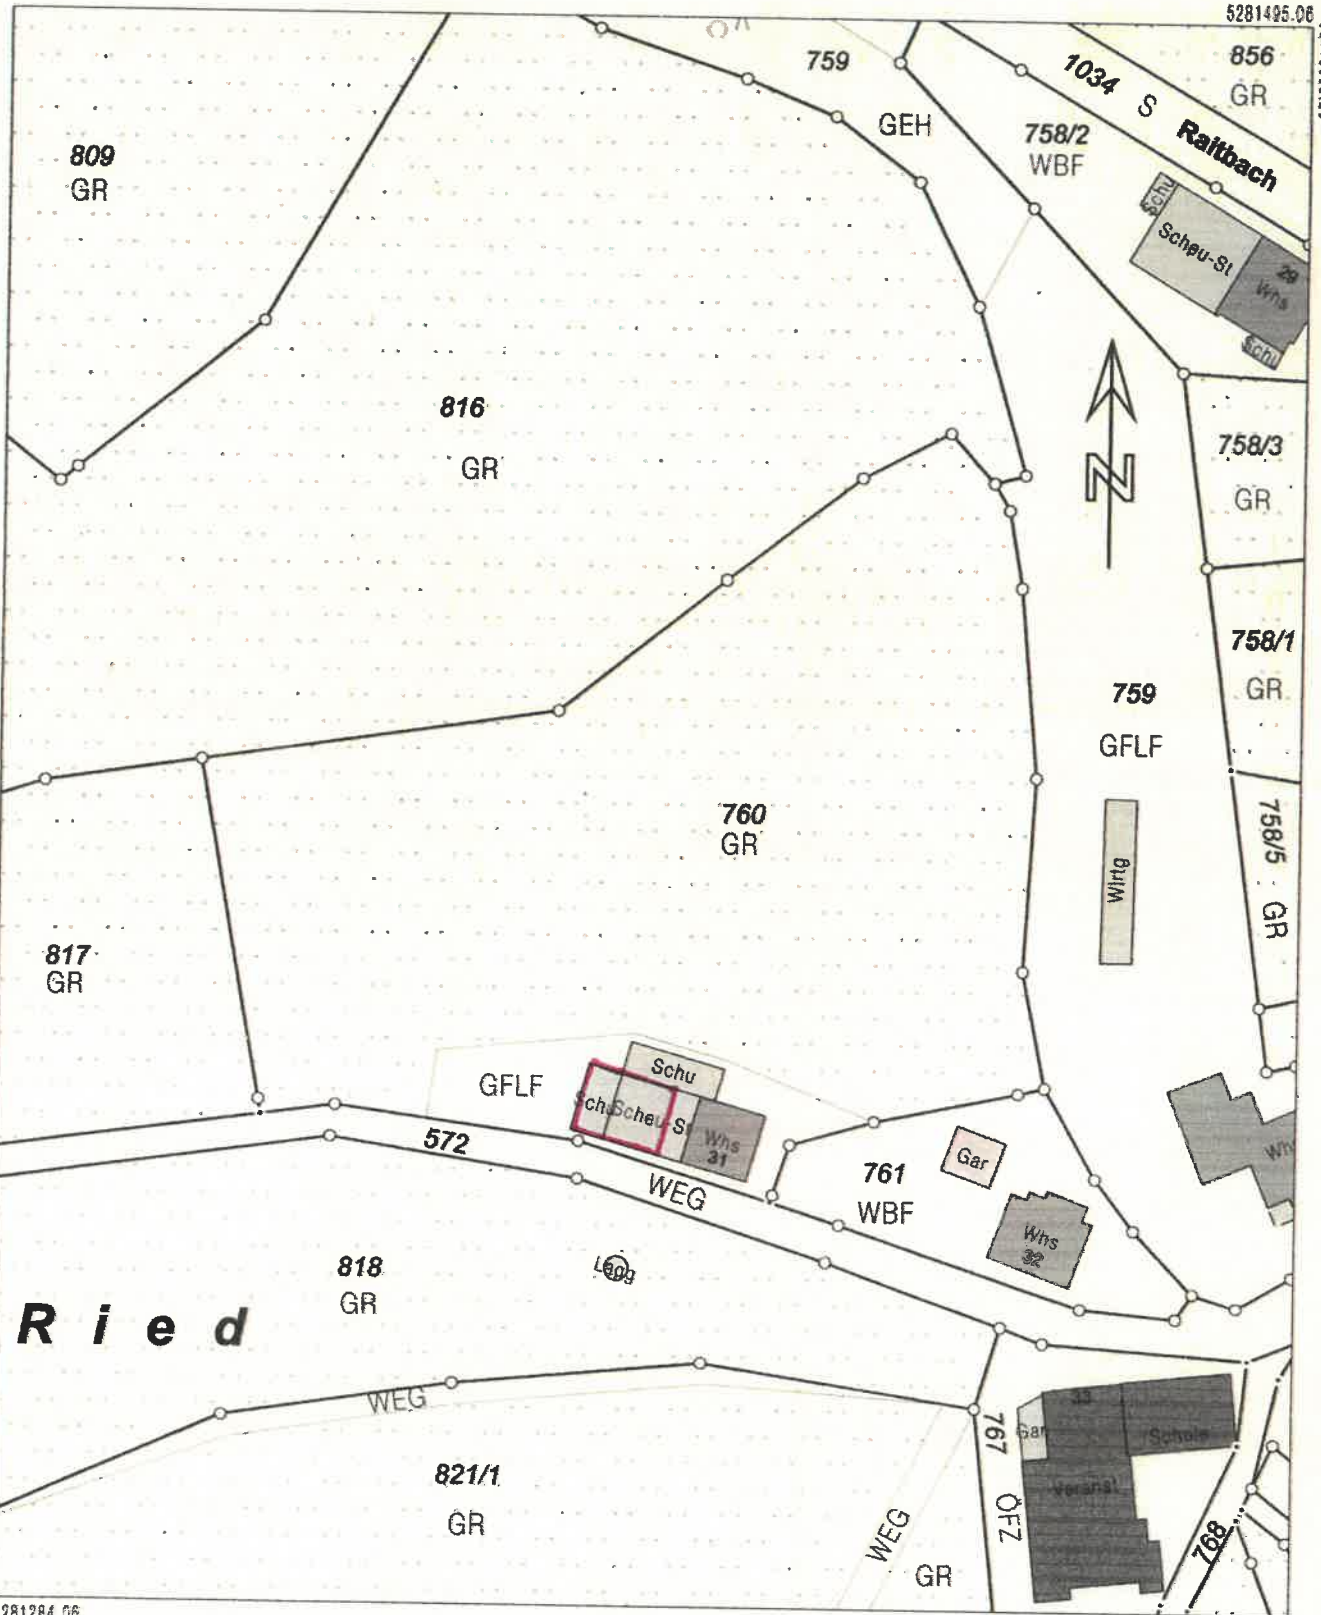 5281495.06
856
GR
1034 S Raitbach
759
GEH
758/2
WBF
809
GR
Schu
Scheu-St
29
Whs
Schu
816
GR
N
758/3
GR
758/1
GR
759
GFLF
760
GR
758/5 GR
Wirtg
817
GR
GFLF
Schu
Schu
Scheu-St
Whs
31
572
WEG
761
WBF
Gar
Whs
32
Whs
818
GR
Lagg
Ried
WEG
33
767
Gar
Schule
Veranst
ÖFZ
821/1
GR
WEG
GR
768
281284.06